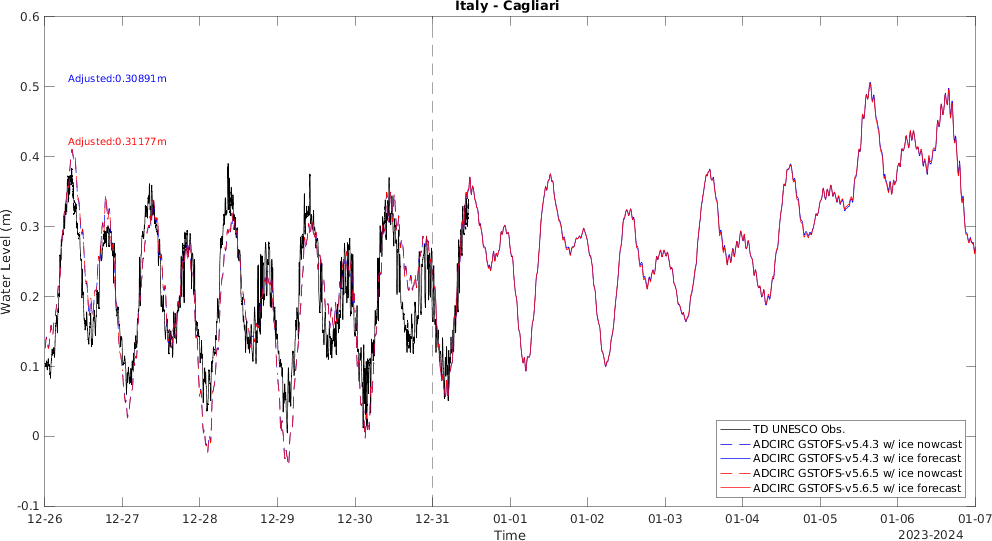 Italy - Cagliari
0.6
0.5
0.4
0.3
0.2
0.1
0
-0.1
Water Level (m)
Adjusted:0.30891m
Adjusted:0.31177m
TD UNESCO Obs.
ADCIRC GSTOFS-v5.4.3 w/ ice nowcast
ADCIRC GSTOFS-v5.4.3 w/ ice forecast
ADCIRC GSTOFS-v5.6.5 w/ ice nowcast
ADCIRC GSTOFS-v5.6.5 w/ ice forecast
12-26 12-27 12-28 12-29 12-30 12-31 01-01 01-02 01-03 01-04 01-05 01-06 01-07
Time
2023-2024